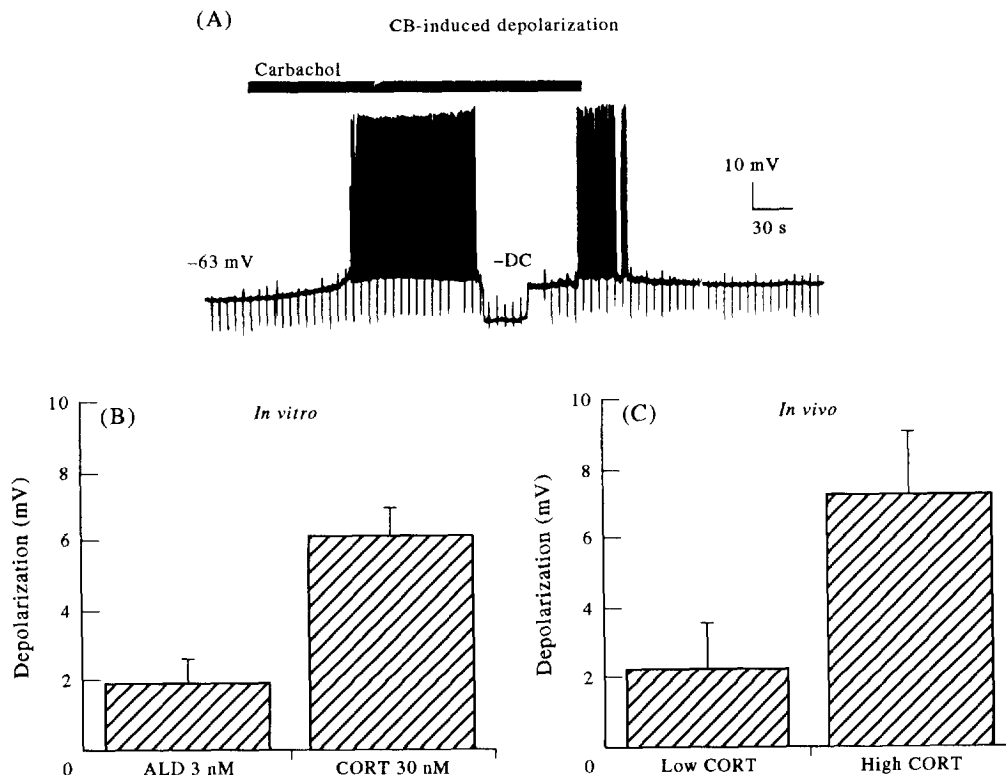 (A)
CB-induced depolarization
Carbachol
10 mV
30 s
−63 mV
−DC
(B)
In vitro
10
8
6
4
2
0
Depolarization (mV)
ALD 3 nM
CORT 30 nM
(C)
In vivo
10
8
6
4
2
0
Depolarization (mV)
Low CORT
High CORT